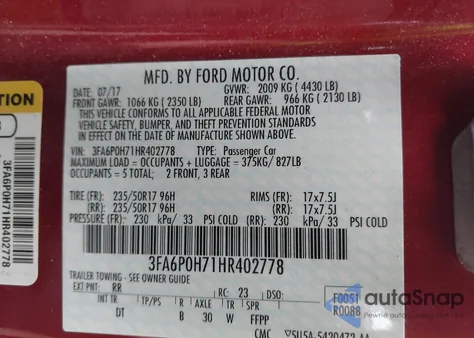 MFD. BY FORD MOTOR CO.
DATE: 07/17 GVWR: 2009 KG (4430 LB)
FRONT GAWR: 1066 KG (2350 LB) REAR GAWR: 966 KG (2130 LB)
THIS VEHICLE CONFORMS TO ALL APPLICABLE FEDERAL MOTOR
VEHICLE SAFETY, BUMPER, AND THEFT PREVENTION STANDARDS
IN EFFECT ON THE DATE OF MANUFACTURE SHOWN ABOVE.
VIN: 3FA6P0H71HR402778 TYPE: Passenger Car
MAXIMUM LOAD = OCCUPANTS + LUGGAGE = 375KG/827LB
OCCUPANTS = 5 TOTAL; 2 FRONT, 3 REAR
TIRE (FR): 235/50R17 96H RIMS (FR): 17x7.5J
(RR): 235/50R17 96H (RR): 17x7.5J
PRESSURE (FR): 230 kPa/ 33 PSI COLD (RR): 230 kPa/ 33 PSI COLD
3FA6P0H71HR402778
TRAILER TOWING - SEE OWNER GUIDE
EXT PNT: RR RC: 23 DSO: F0051
INT TR TP/PS R AXLE TR SPR R0088
DT B 30 W FFPP
CMC
3FA6P0H71HR402778
autoSnap